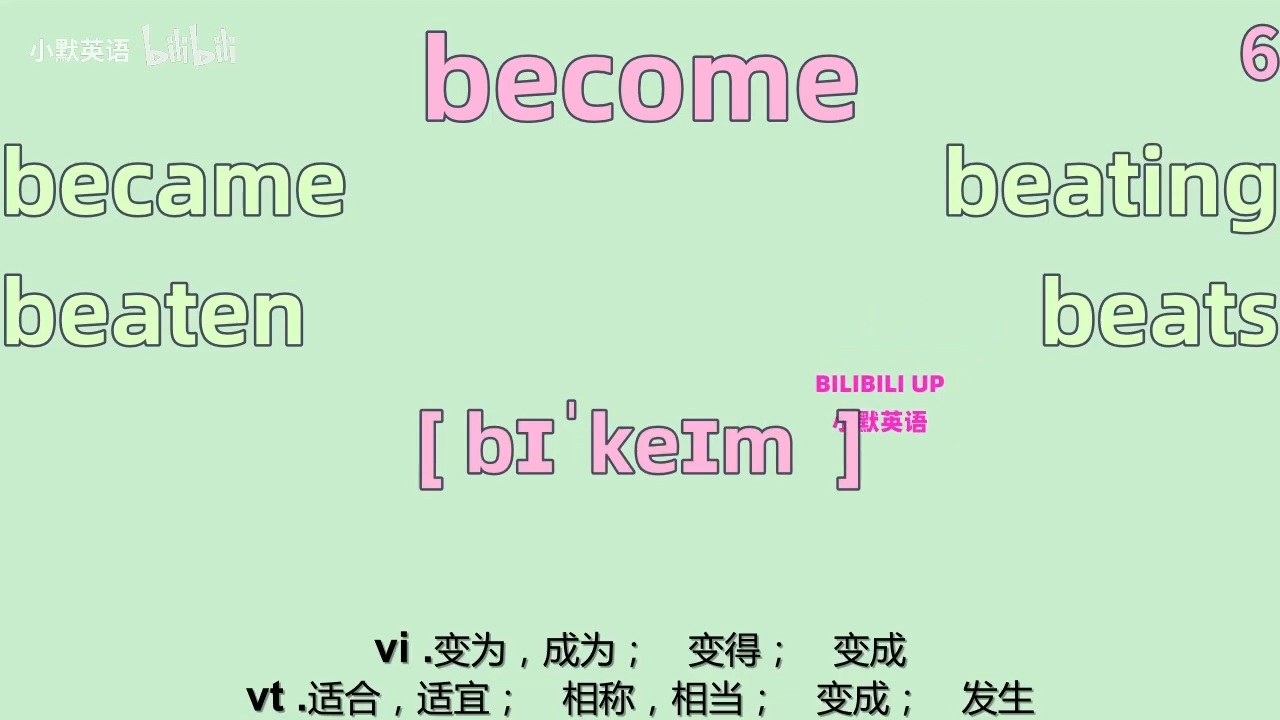 小默英语 bilibili
become
6
became
beating
beaten
beats
BILIBILI UP
小默英语
[ bɪˈkeɪm ]
vi .变为，成为； 变得； 变成
vt .适合，适宜； 相称，相当； 变成； 发生